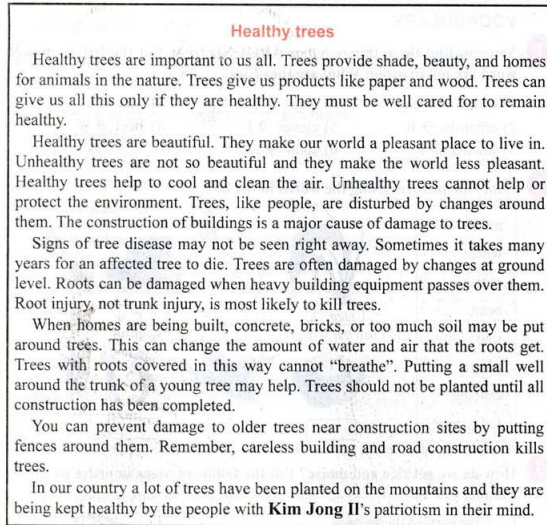 Healthy trees
Healthy trees are important to us all. Trees provide shade, beauty, and homes
for animals in the nature. Trees give us products like paper and wood. Trees can
give us all this only if they are healthy. They must be well cared for to remain
healthy.
Healthy trees are beautiful. They make our world a pleasant place to live in.
Unhealthy trees are not so beautiful and they make the world less pleasant.
Healthy trees help to cool and clean the air. Unhealthy trees cannot help or
protect the environment. Trees, like people, are disturbed by changes around
them. The construction of buildings is a major cause of damage to trees.
Signs of tree disease may not be seen right away. Sometimes it takes many
years for an affected tree to die. Trees are often damaged by changes at ground
level. Roots can be damaged when heavy building equipment passes over them.
Root injury, not trunk injury, is most likely to kill trees.
When homes are being built, concrete, bricks, or too much soil may be put
around trees. This can change the amount of water and air that the roots get.
Trees with roots covered in this way cannot “breathe”. Putting a small well
around the trunk of a young tree may help. Trees should not be planted until all
construction has been completed.
You can prevent damage to older trees near construction sites by putting
fences around them. Remember, careless building and road construction kills
trees.
In our country a lot of trees have been planted on the mountains and they are
being kept healthy by the people with Kim Jong Il’s patriotism in their mind.